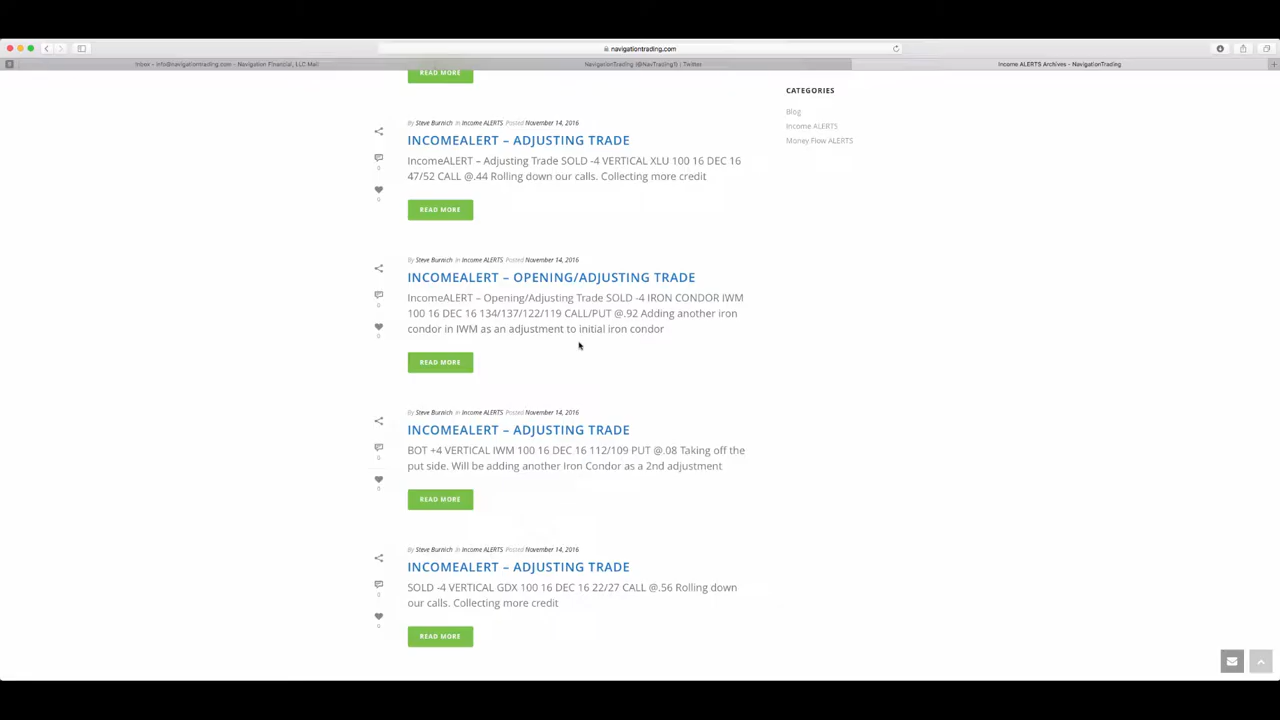 navigationtrading.com
Inbox – info@navigationtrading.com – Navigation Financial, LLC Mail
NavigationTrading (@NavTrading1) | Twitter
Income ALERTS Archives - NavigationTrading
READ MORE
CATEGORIES
Blog
Income ALERTS
Money Flow ALERTS
By Steve Burnich In Income ALERTS Posted November 14, 2016
INCOMEALERT – ADJUSTING TRADE
IncomeALERT – Adjusting Trade SOLD -4 VERTICAL XLU 100 16 DEC 16
47/52 CALL @.44 Rolling down our calls. Collecting more credit
0
0
READ MORE
By Steve Burnich In Income ALERTS Posted November 14, 2016
INCOMEALERT – OPENING/ADJUSTING TRADE
IncomeALERT – Opening/Adjusting Trade SOLD -4 IRON CONDOR IWM
100 16 DEC 16 134/137/122/119 CALL/PUT @.92 Adding another iron
condor in IWM as an adjustment to initial iron condor
0
0
READ MORE
By Steve Burnich In Income ALERTS Posted November 14, 2016
INCOMEALERT – ADJUSTING TRADE
BOT +4 VERTICAL IWM 100 16 DEC 16 112/109 PUT @.08 Taking off the
put side. Will be adding another Iron Condor as a 2nd adjustment
0
0
READ MORE
By Steve Burnich In Income ALERTS Posted November 14, 2016
INCOMEALERT – ADJUSTING TRADE
SOLD -4 VERTICAL GDX 100 16 DEC 16 22/27 CALL @.56 Rolling down
our calls. Collecting more credit
0
0
READ MORE